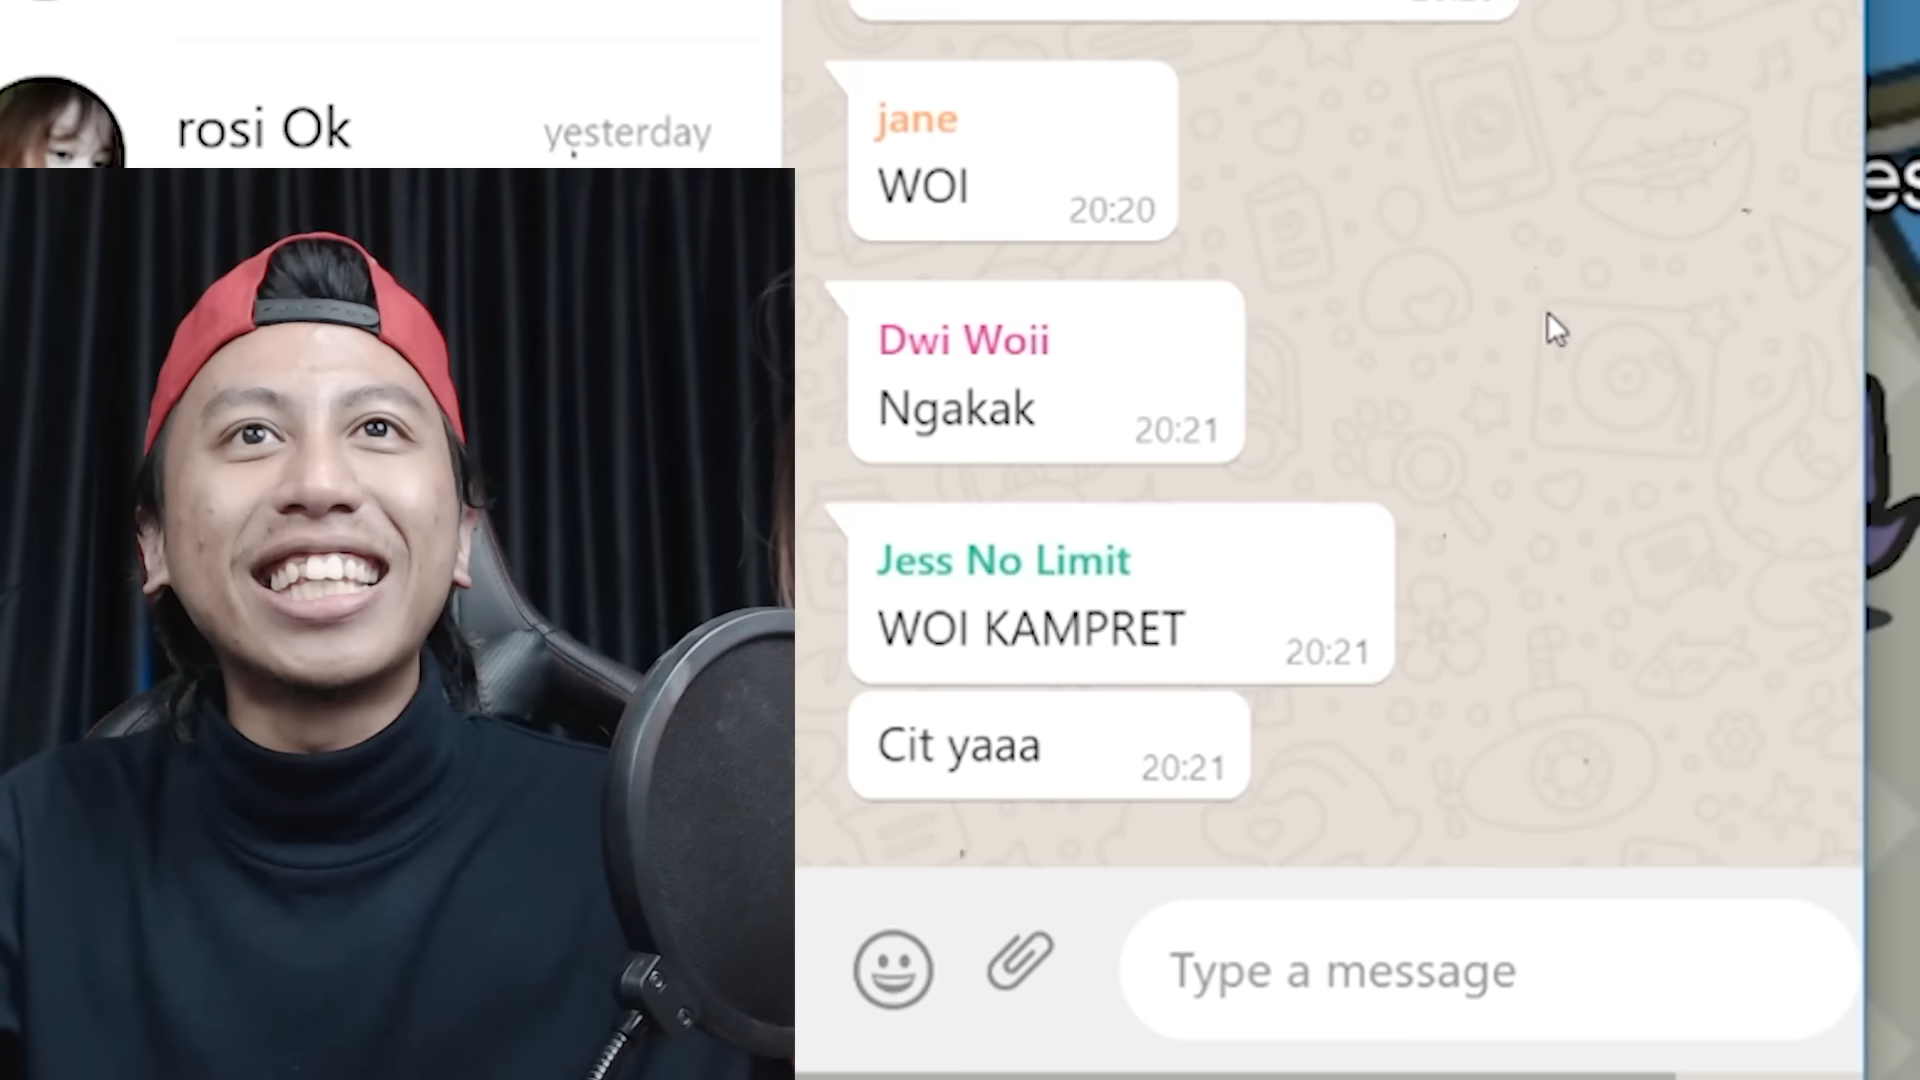 rosi Ok
yesterday
jane
WOI
20:20
Dwi Woii
Ngakak
20:21
Jess No Limit
WOI KAMPRET
20:21
Cit yaaa
20:21
Type a message